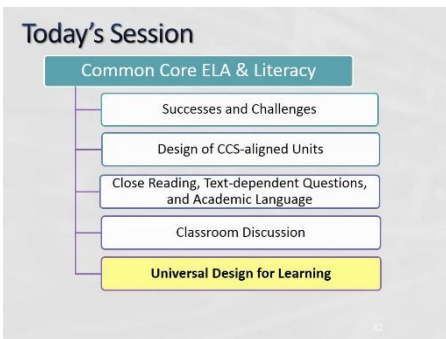 Today's Session
Common Core ELA & Literacy
Successes and Challenges
Design of CCS-aligned Units
Close Reading, Text-dependent Questions,
and Academic Language
Classroom Discussion
Universal Design for Learning